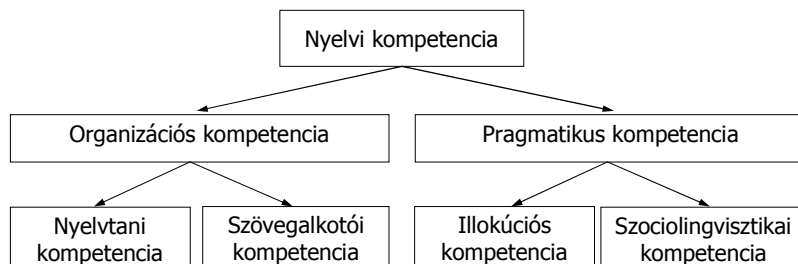 Nyelvi kompetencia
Organizációs kompetencia
Pragmatikus kompetencia
Nyelvtani
kompetencia
Szövegalkotói
kompetencia
Illokúciós
kompetencia
Szociolingvisztikai
kompetencia